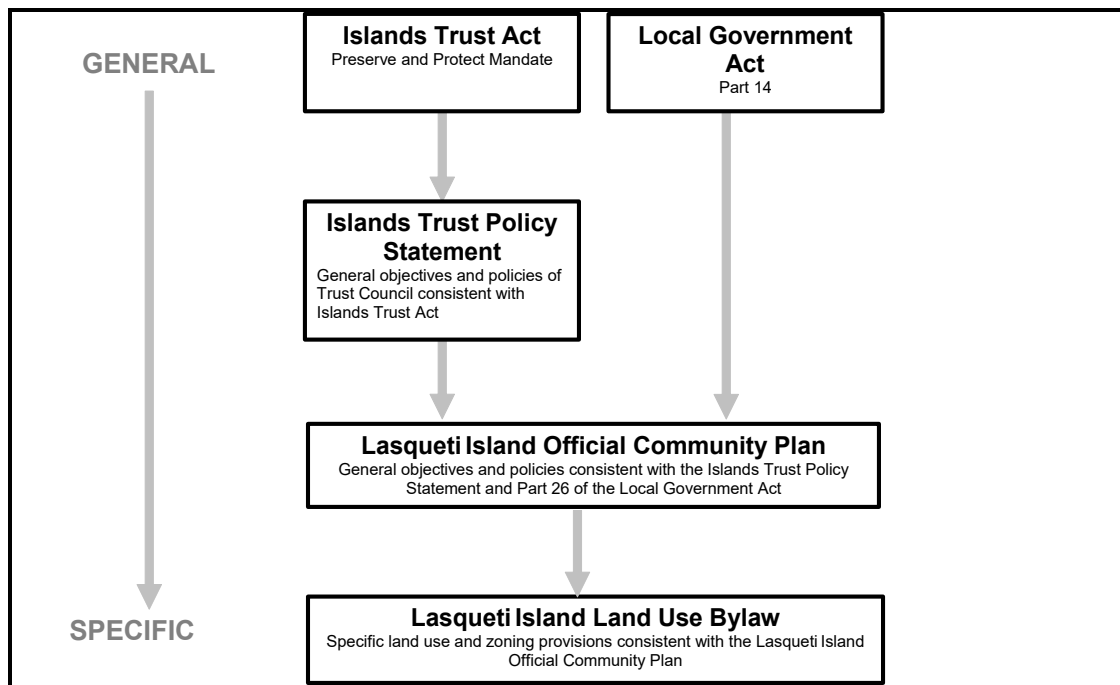 GENERAL
Islands Trust Act
Preserve and Protect Mandate
Local Government
Act
Part 14
Islands Trust Policy
Statement
General objectives and policies of
Trust Council consistent with
Islands Trust Act
Lasqueti Island Official Community Plan
General objectives and policies consistent with the Islands Trust Policy
Statement and Part 26 of the Local Government Act
SPECIFIC
Lasqueti Island Land Use Bylaw
Specific land use and zoning provisions consistent with the Lasqueti Island
Official Community Plan